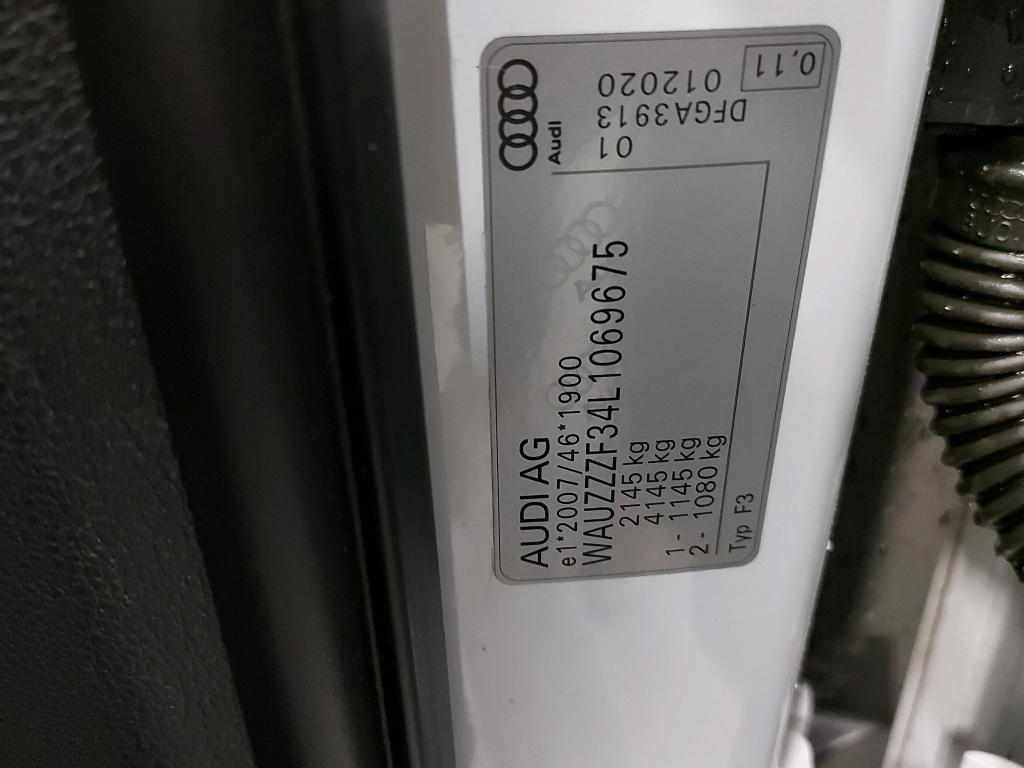 AUDI AG
e1*2007/46*1900
WAUZZZF34L1069675
2145 kg
4145 kg
1- 1145 kg
2- 1080 kg
Typ F3
Audi
01
DFGA3913
012020
0,11